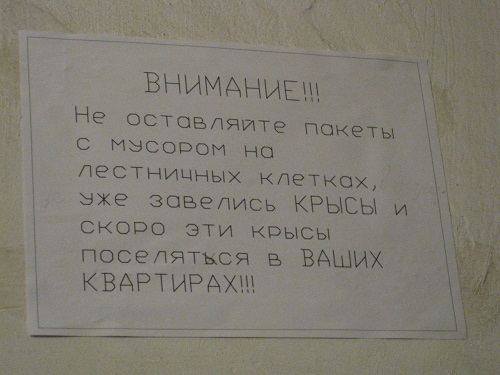 ВНИМАНИЕ!!!
Не оставляйте пакеты
с мусором на
лестничных клетках,
уже завелись КРЫСЫ и
скоро эти крысы
поселяться в ВАШИХ
КВАРТИРАХ!!!